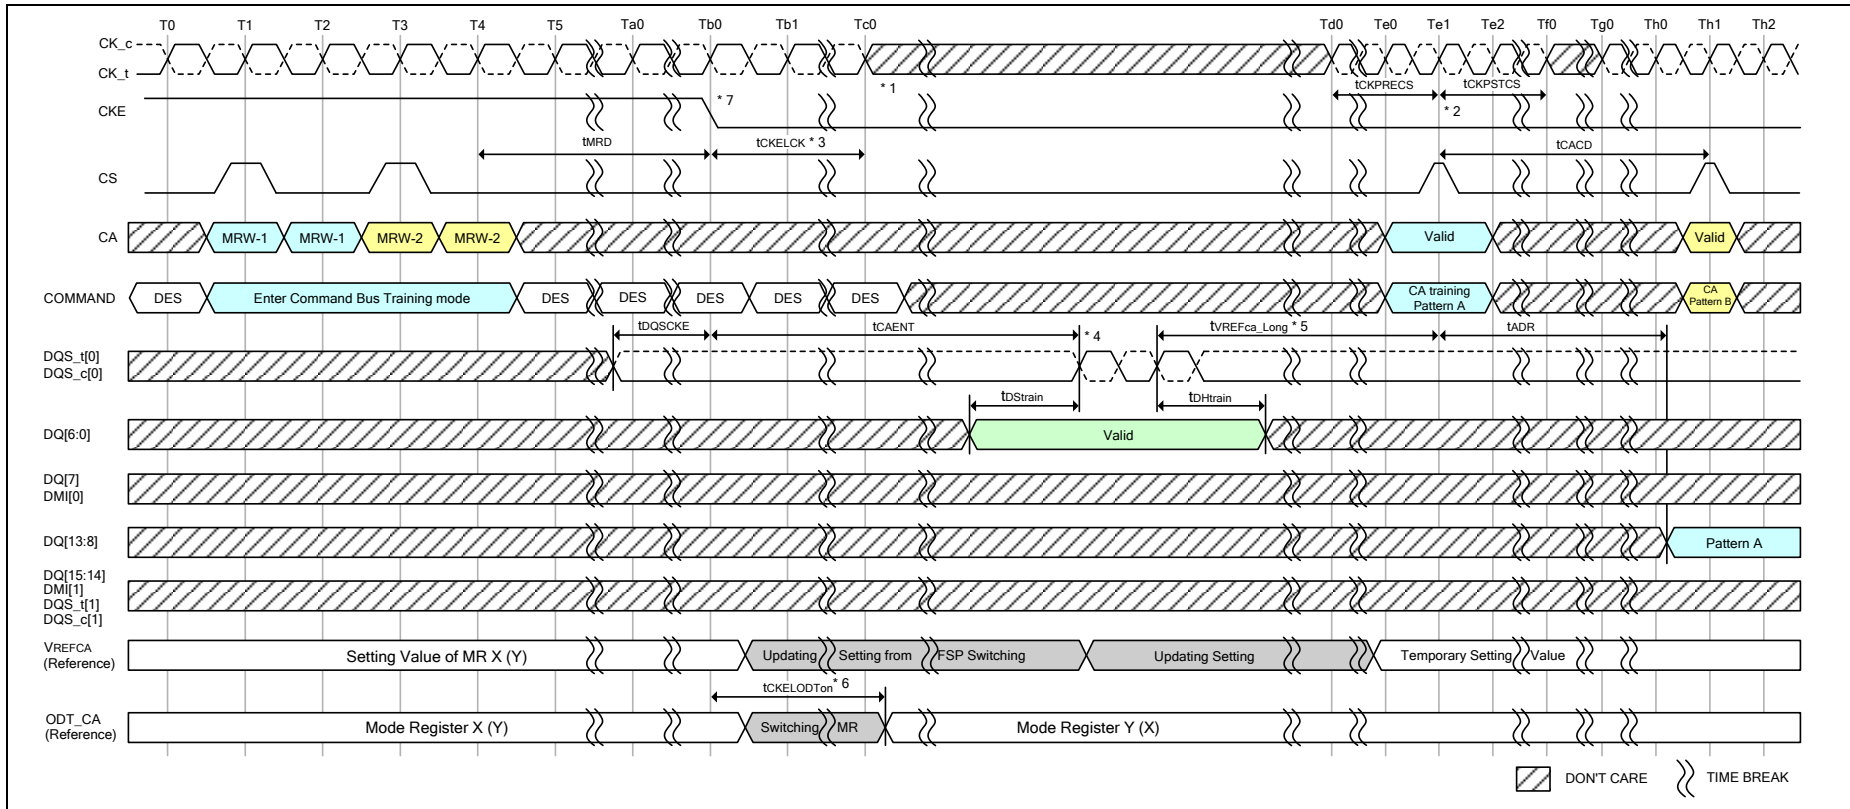 T0 T1 T2 T3 T4 T5 Ta0 Tb0 Tb1 Tc0 Td0 Te0 Te1 Te2 Tf0 Tg0 Th0 Th1 Th2
CK_c
CK_t
* 1
tCKPRECS tCKPSTCS
CKE
* 7
* 2
tMRD tCKELCK * 3 tCACD
CS
CA MRW-1 MRW-1 MRW-2 MRW-2 Valid Valid
COMMAND DES Enter Command Bus Training mode DES DES DES DES DES
CA training
Pattern A
CA
Pattern B
tDQSCKE tCAENT * 4 tVREFca_Long * 5 tADR
DQS_t[0]
DQS_c[0]
tDStrain tDHtrain
DQ[6:0] Valid
DQ[7]
DMI[0]
DQ[13:8] Pattern A
DQ[15:14]
DMI[1]
DQS_t[1]
DQS_c[1]
VREFCA
(Reference)
Setting Value of MR X (Y) Updating Setting from FSP Switching Updating Setting Temporary Setting Value
tCKELODTon * 6
ODT_CA
(Reference)
Mode Register X (Y) Switching MR Mode Register Y (X)
DON'T CARE TIME BREAK